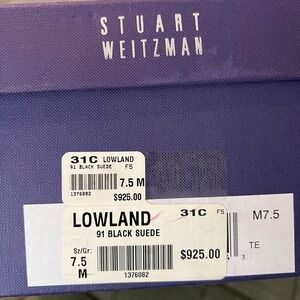 STUART
WEITZMAN
31C LOWLAND
91 BLACK SUEDE F5
7.5 M
1376082
$925.00
LOWLAND 31C
91 BLACK SUEDE
Sz/Gr:
7.5
M
$925.00
1376082
M7.5
TE
3